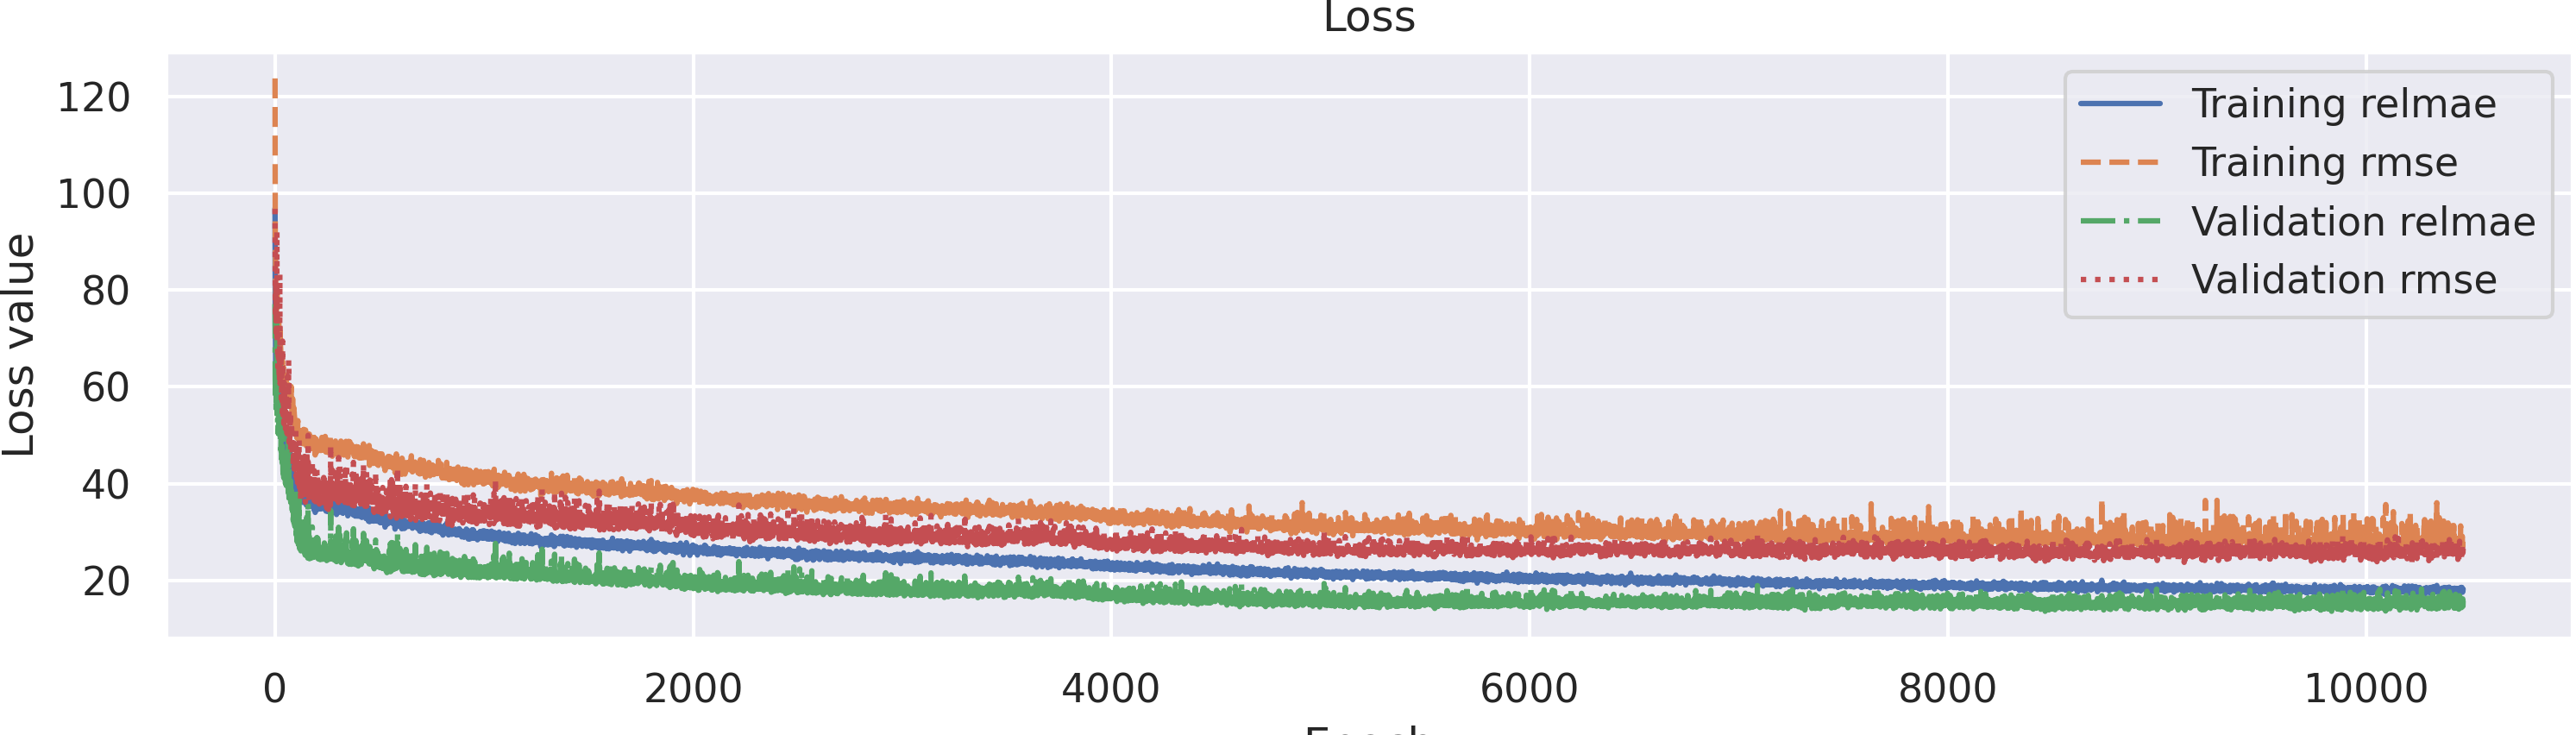 Loss
Loss value
120
100
80
60
40
20
0
2000
4000
6000
8000
10000
Training relmae
Training rmse
Validation relmae
Validation rmse
Epoch